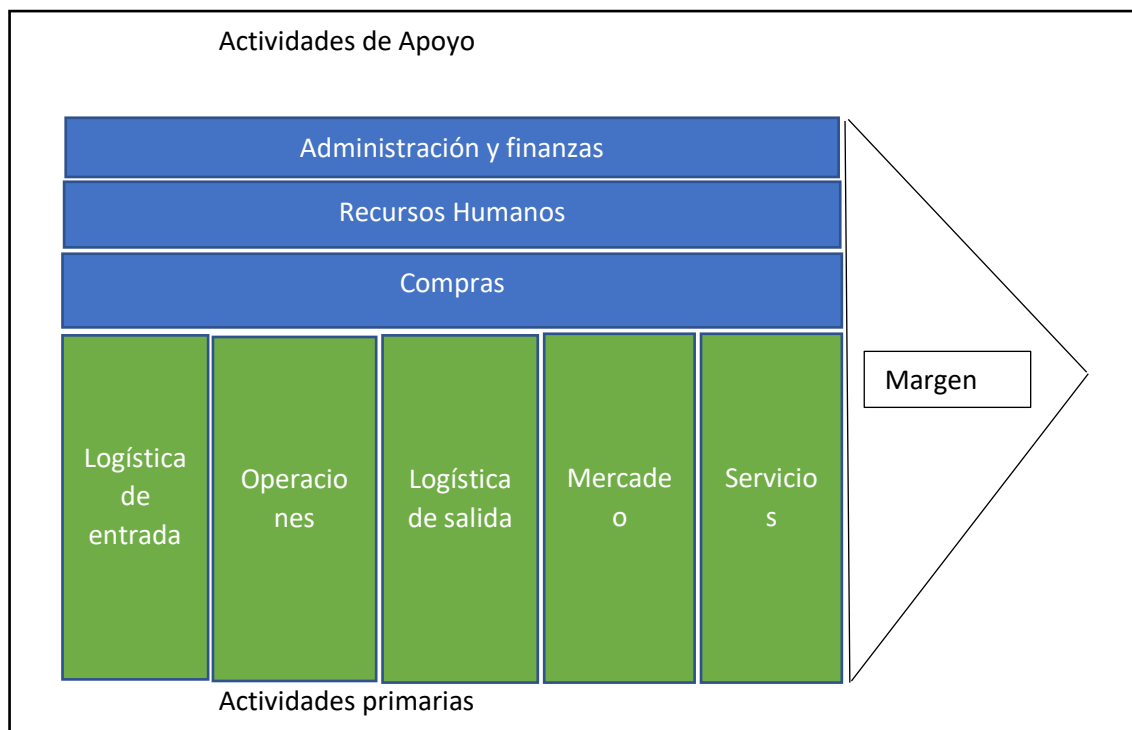 Actividades de Apoyo
Administración y finanzas
Recursos Humanos
Compras
Logística
de
entrada
Operacio
nes
Logística
de salida
Mercade
o
Servicio
s
Margen
Actividades primarias